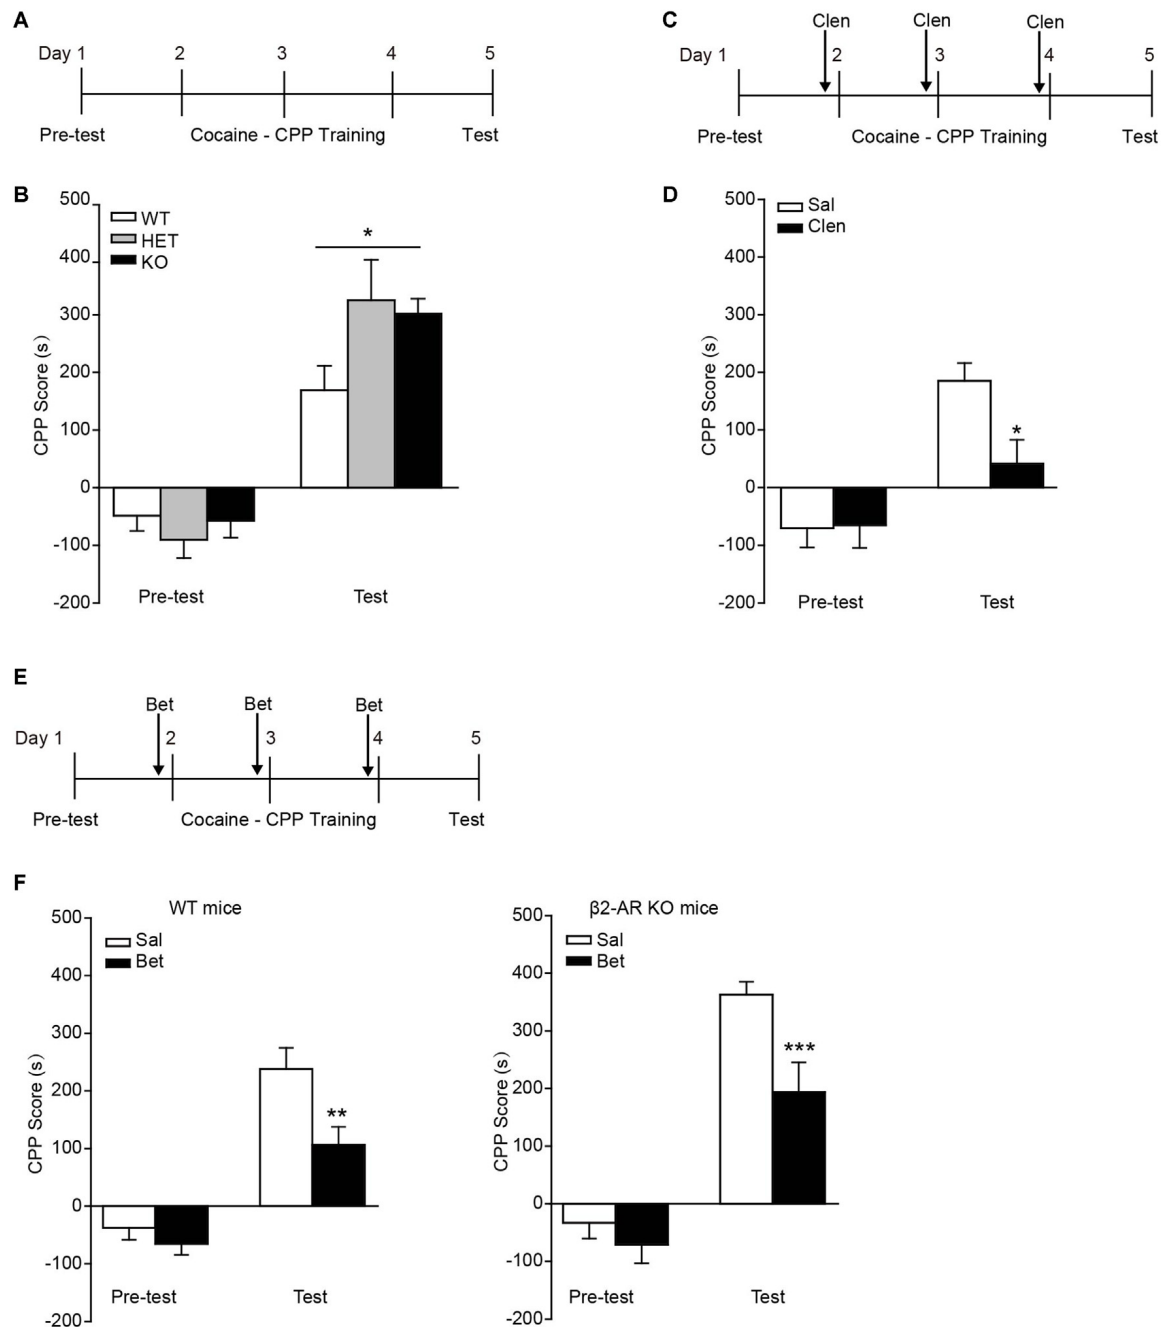 A
Day 1 2 3 4 5
Pre-test Cocaine - CPP Training Test
C
Clen Clen Clen
Day 1 2 3 4 5
Pre-test Cocaine - CPP Training Test
B
500
400
300
200
100
0
-100
-200
CPP Score (s)
WT
HET
KO
*
Pre-test Test
D
500
400
300
200
100
0
-100
-200
CPP Score (s)
Sal
Clen
*
Pre-test Test
E
Bet Bet Bet
Day 1 2 3 4 5
Pre-test Cocaine - CPP Training Test
F
WT mice
500
400
300
200
100
0
-100
-200
CPP Score (s)
Sal
Bet
**
Pre-test Test
β2-AR KO mice
500
400
300
200
100
0
-100
-200
CPP Score (s)
Sal
Bet
***
Pre-test Test